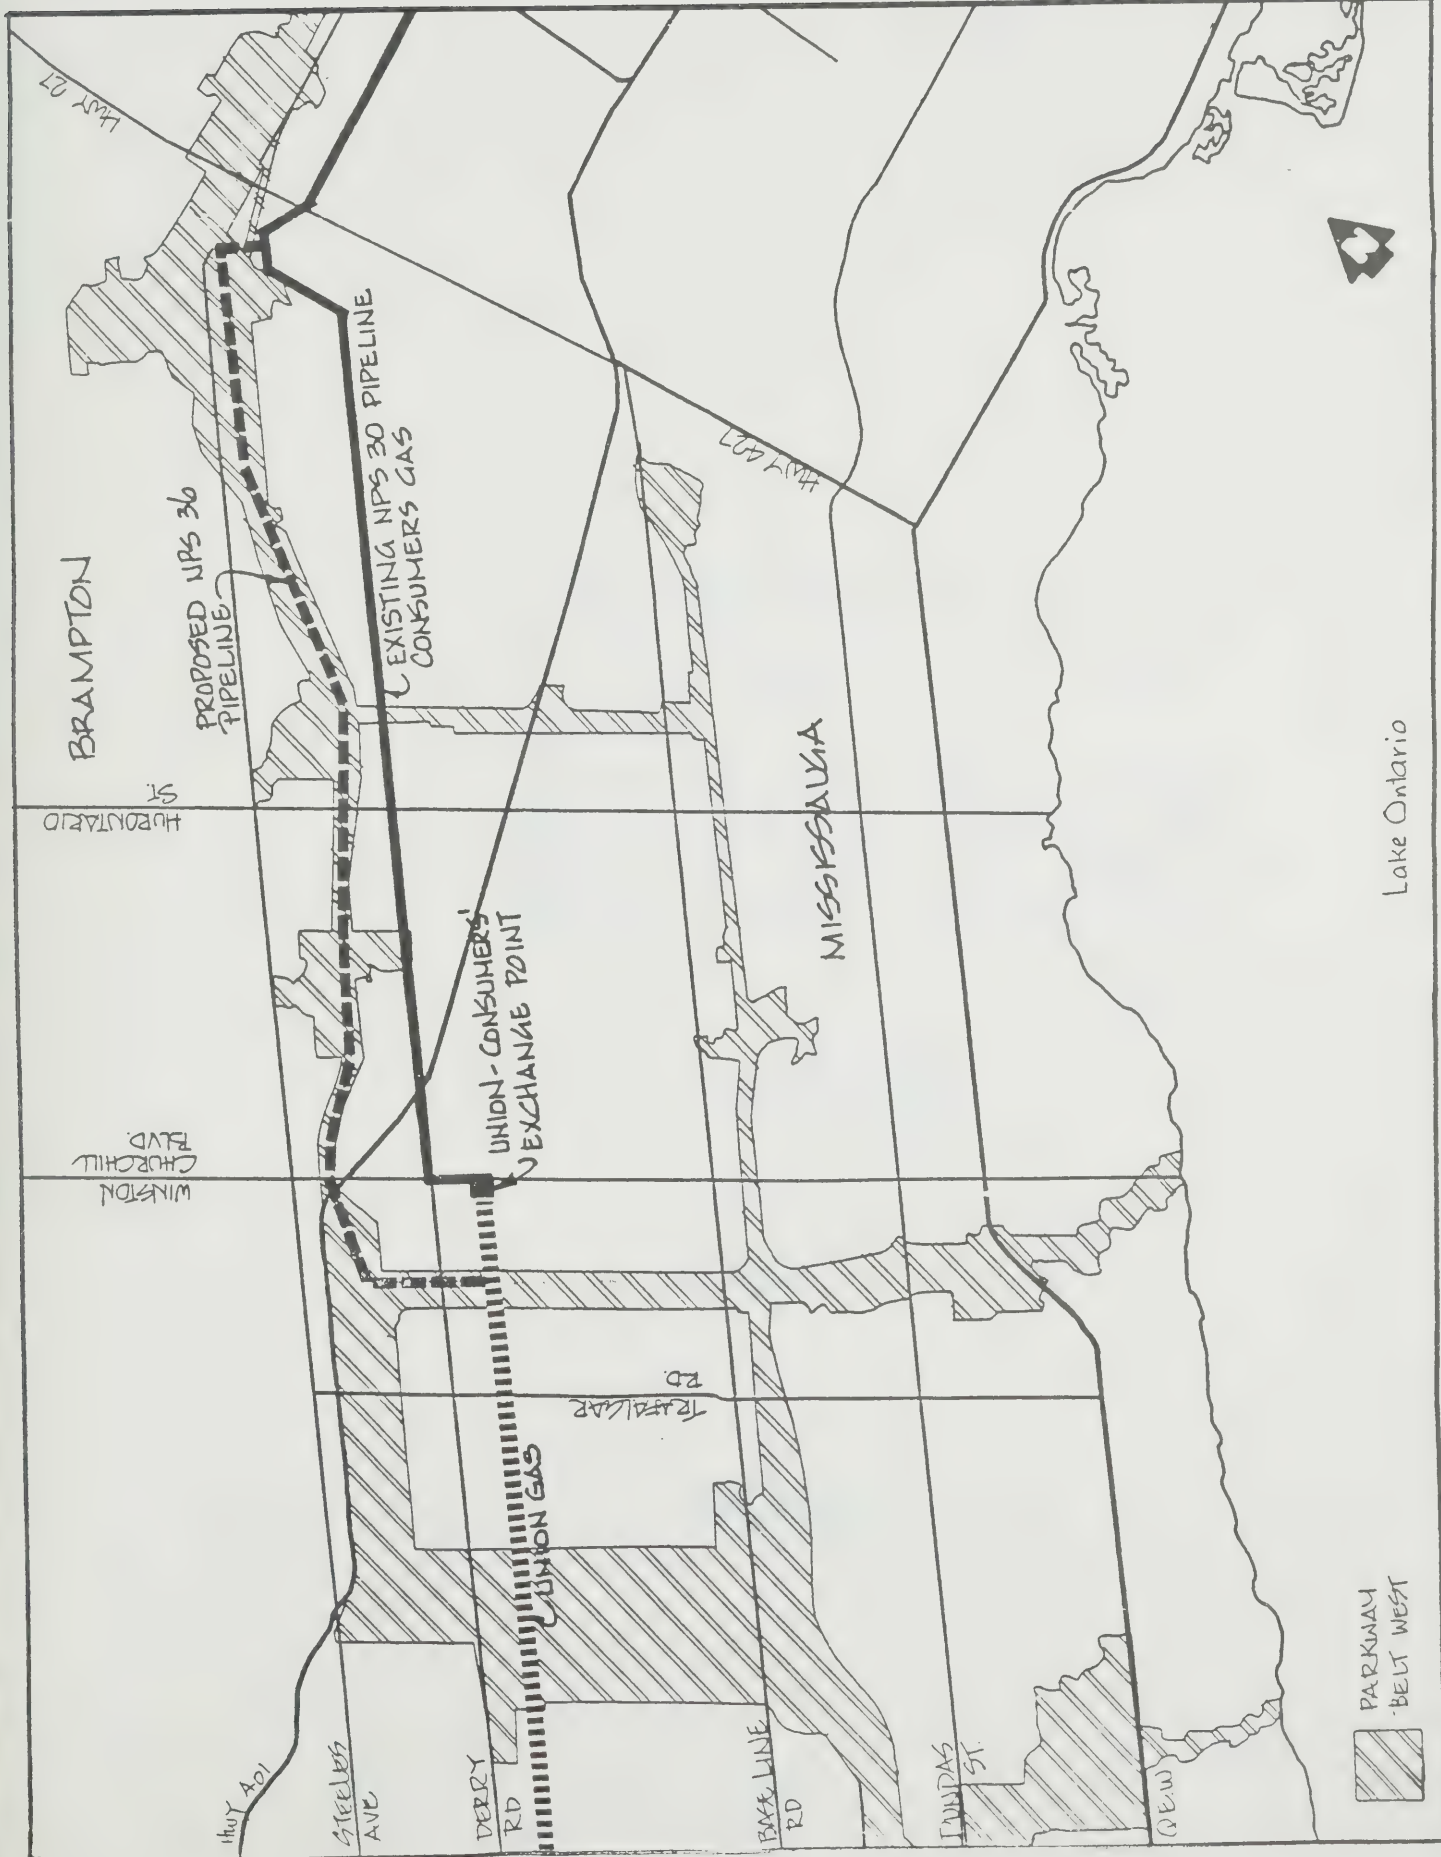 HWY 27
BRAMPTON
PROPOSED NPS 36
PIPELINE
EXISTING NPS 30 PIPELINE
CONSUMERS GAS
HWY 427
HURONTARIO
ST.
MISSISSAUGA
UNION-CONSUMERS'
EXCHANGE POINT
WINSTON
CHURCHILL
BLVD.
TRAFALGAR
RD.
UNION GAS
HWY 401
STEELES
AVE
DERRY
RD
BASE LINE
RD
DUNDAS
ST.
Q.E.W.
Lake Ontario
PARKWAY
BELT WEST